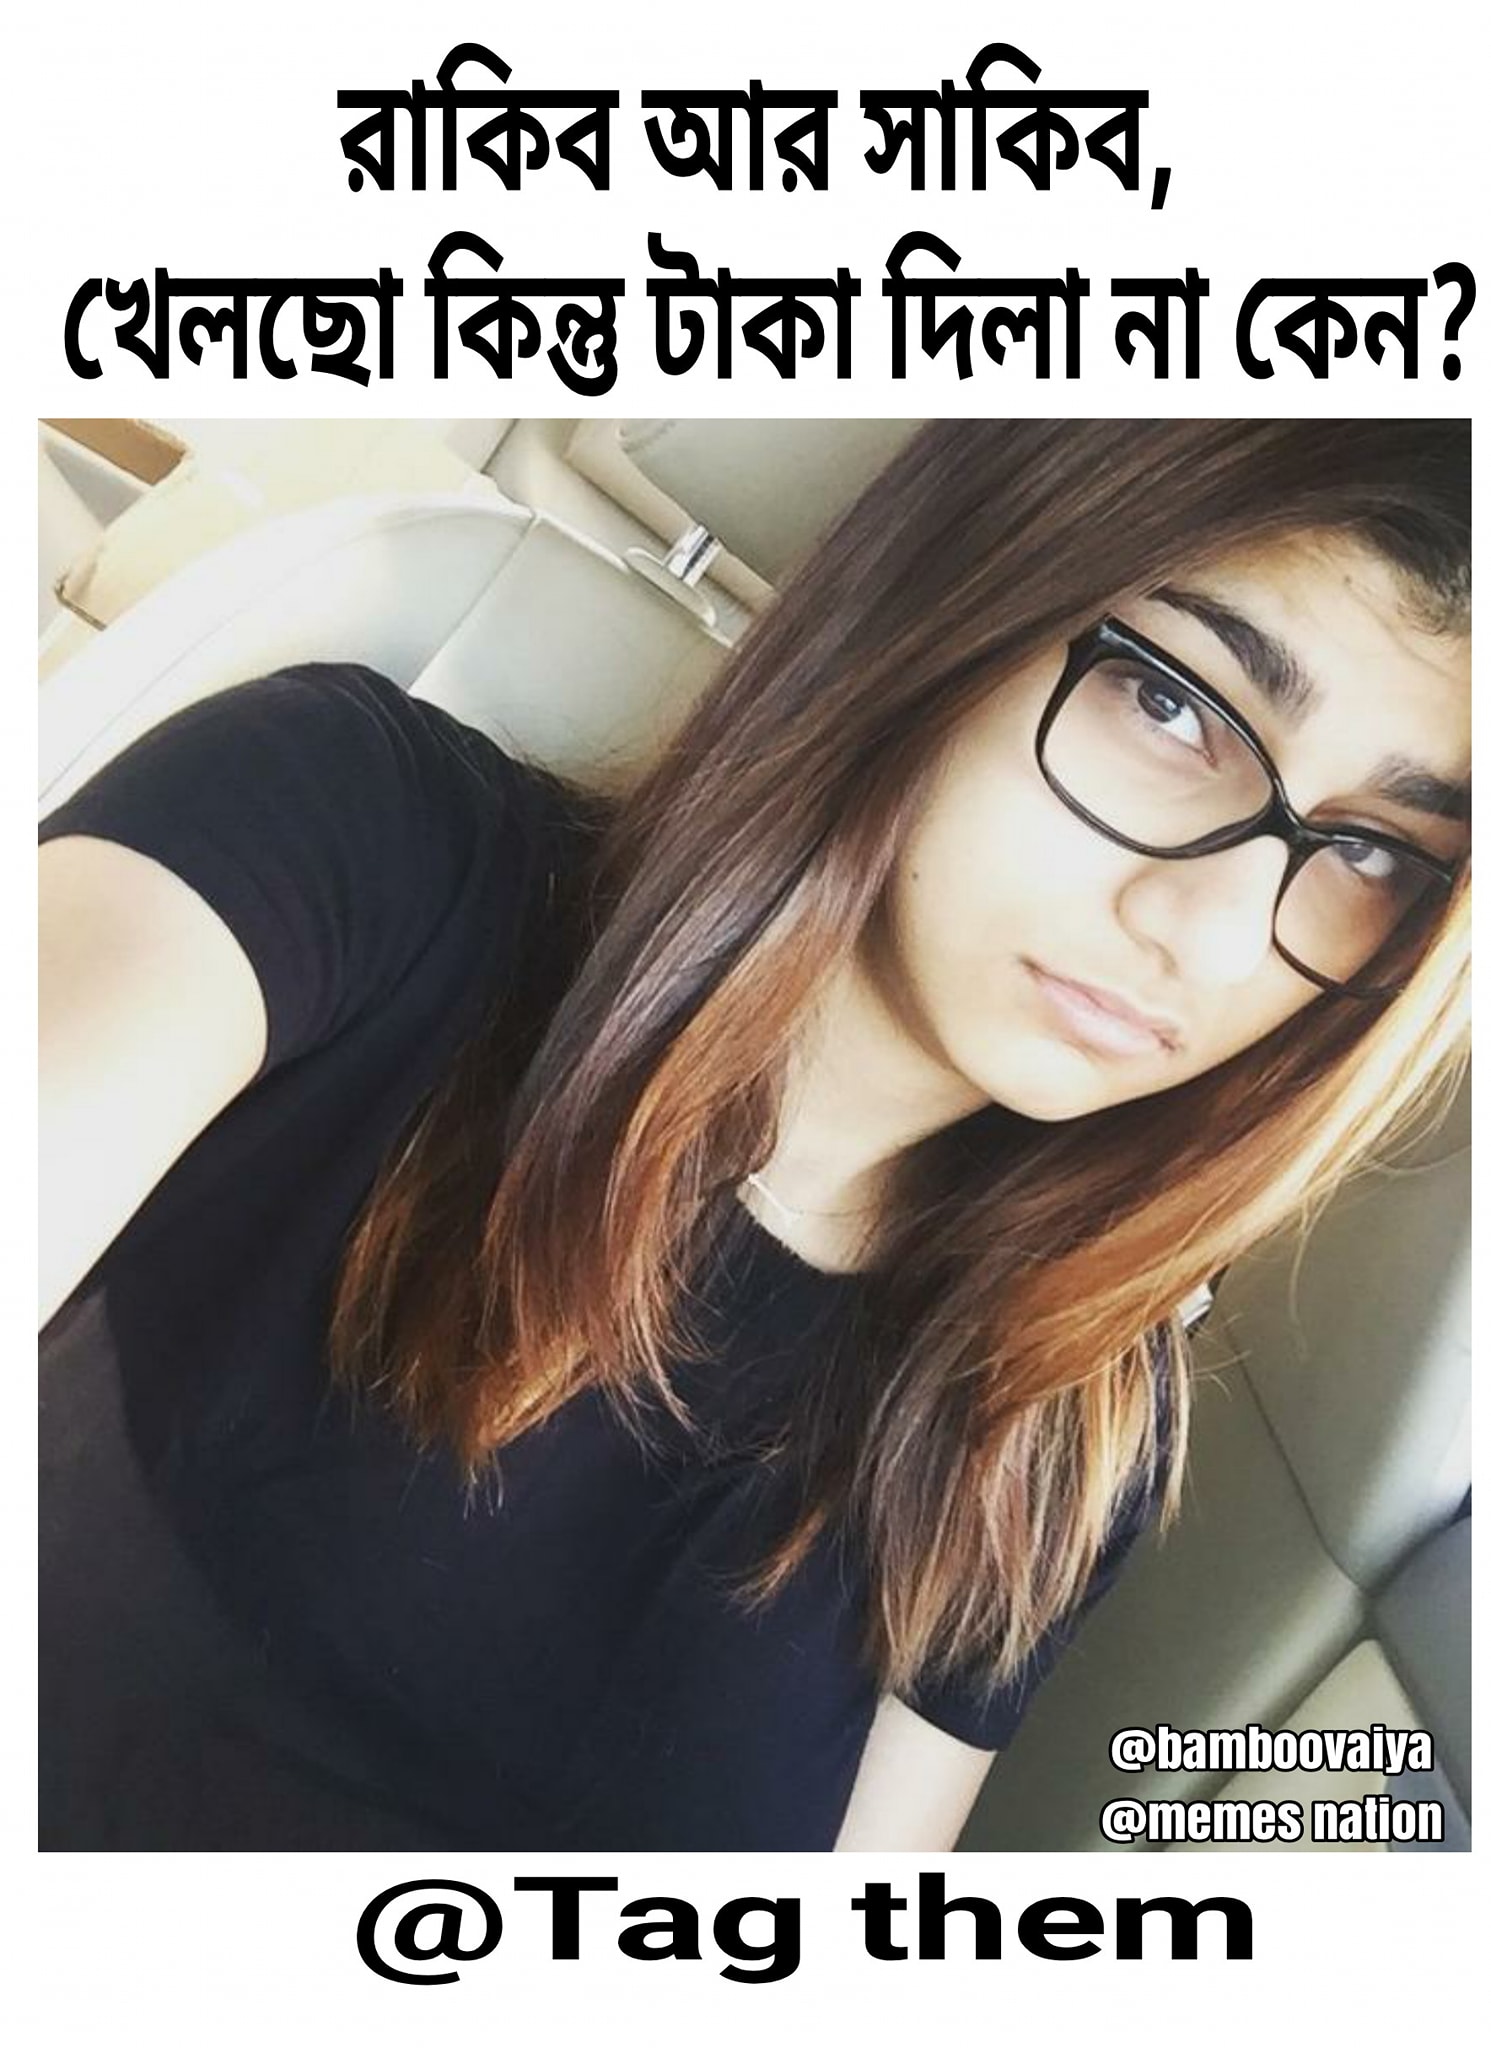 রাকিব আর সাকিব,
খেলছো কিন্তু টাকা দিলা না কেন?
@bamboovaiya
@memes nation
@Tag them